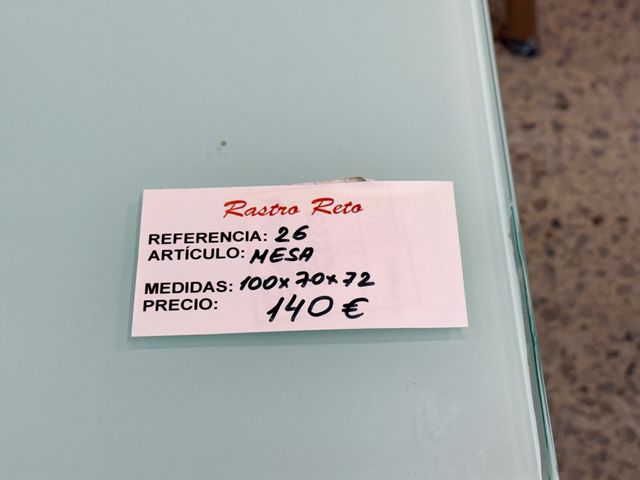 Rastro Reto
REFERENCIA: 26
ARTÍCULO: MESA
MEDIDAS: 100x70x72
PRECIO: 140 €